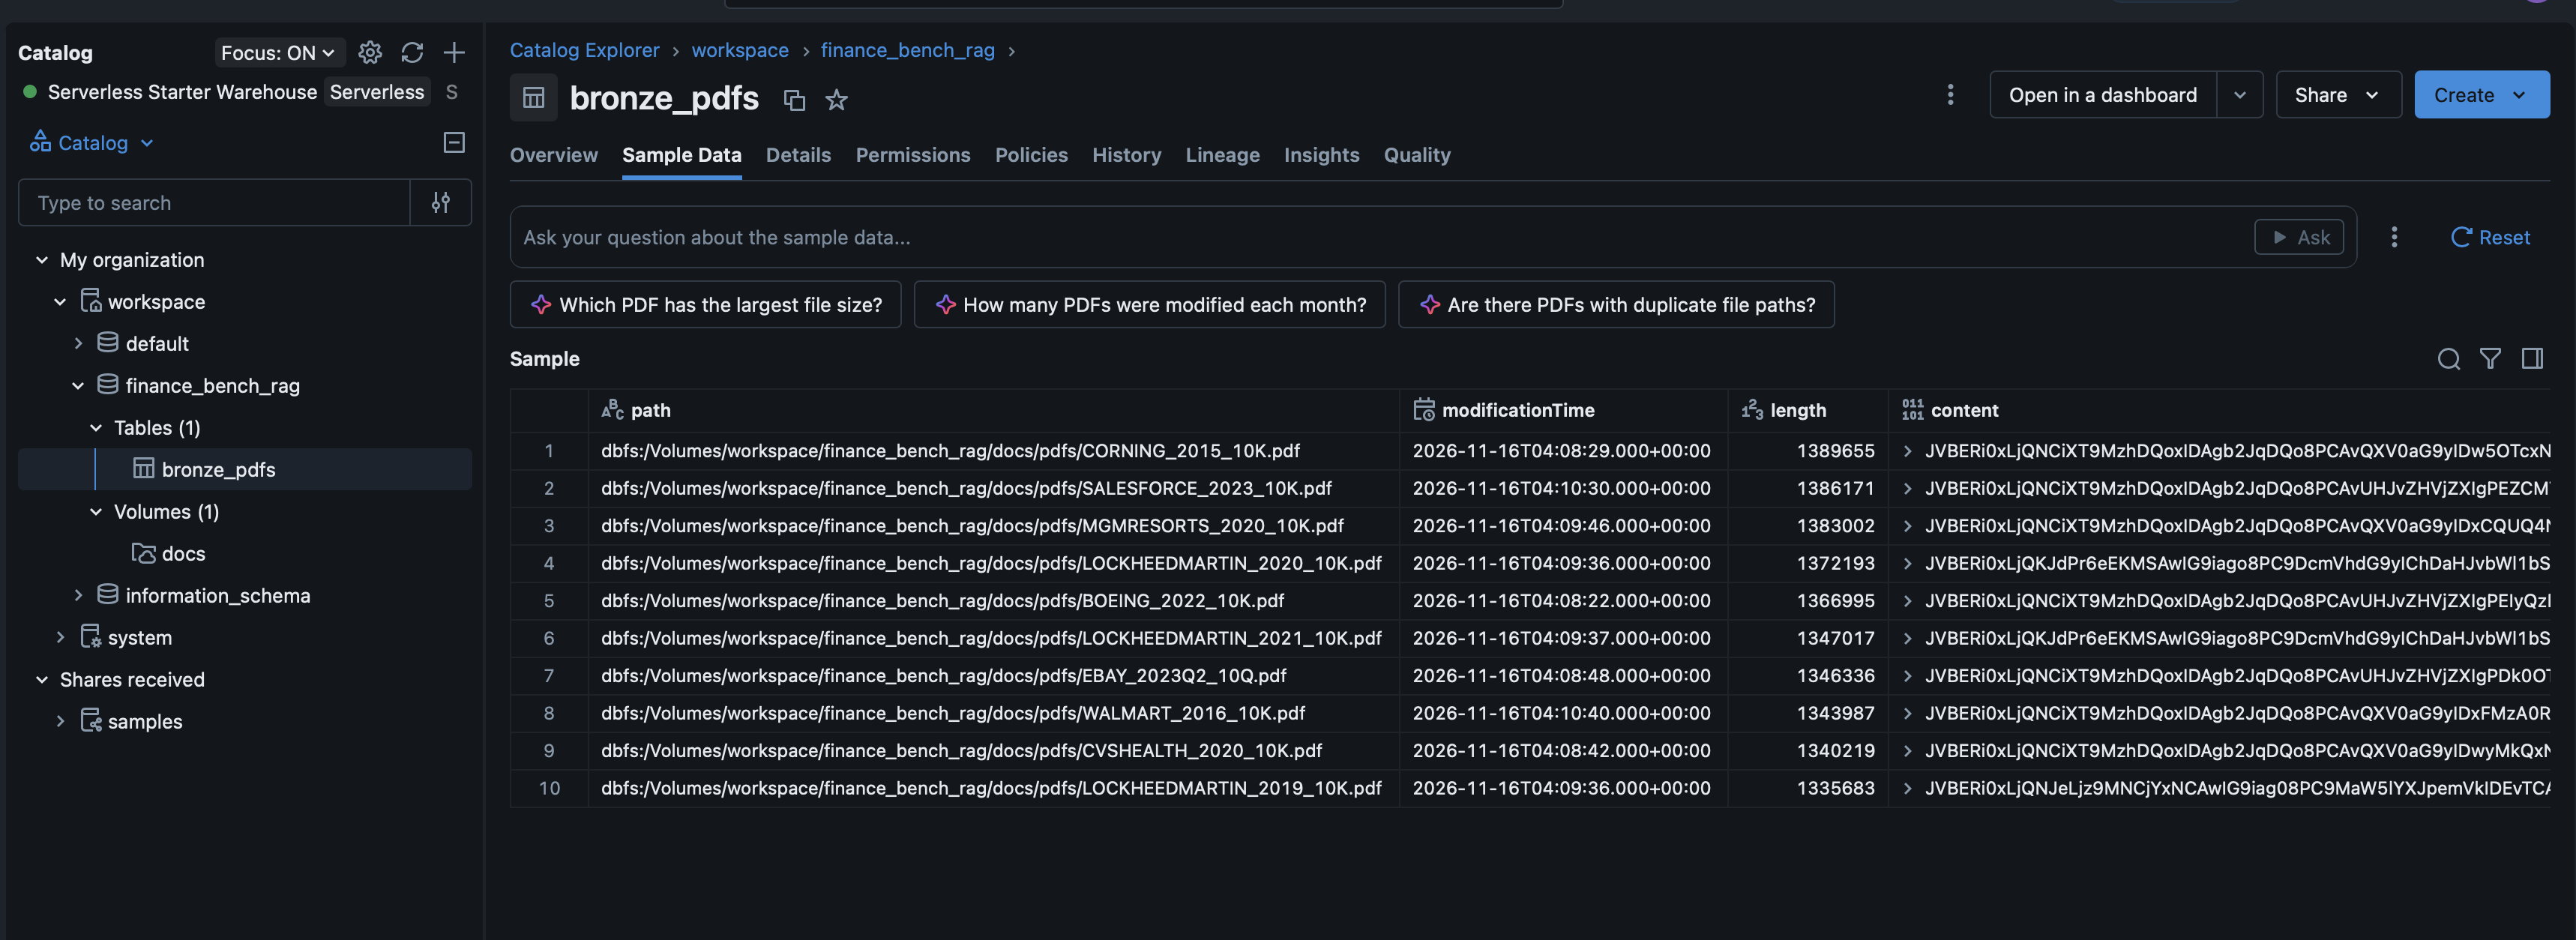 Catalog
Focus: ON
Serverless Starter Warehouse Serverless S
Catalog
Type to search
My organization
workspace
default
finance_bench_rag
Tables (1)
bronze_pdfs
Volumes (1)
docs
information_schema
system
Shares received
samples
Catalog Explorer > workspace > finance_bench_rag >
bronze_pdfs
Open in a dashboard
Share
Create
Overview Sample Data Details Permissions Policies History Lineage Insights Quality
Ask your question about the sample data...
Ask
Reset
Which PDF has the largest file size? How many PDFs were modified each month? Are there PDFs with duplicate file paths?
Sample
path modificationTime length content
1 dbfs:/Volumes/workspace/finance_bench_rag/docs/pdfs/CORNING_2015_10K.pdf 2026-11-16T04:08:29.000+00:00 1389655 JVBERi0xLjQNCiXT9MzhDQoxIDAgb2JqDQo8PCAvQXV0aG9yIDw5OTcxN
2 dbfs:/Volumes/workspace/finance_bench_rag/docs/pdfs/SALESFORCE_2023_10K.pdf 2026-11-16T04:10:30.000+00:00 1386171 JVBERi0xLjQNCiXT9MzhDQoxIDAgb2JqDQo8PCAvUHJvZHVjZXIgPEZCM
3 dbfs:/Volumes/workspace/finance_bench_rag/docs/pdfs/MGMRESORTS_2020_10K.pdf 2026-11-16T04:09:46.000+00:00 1383002 JVBERi0xLjQNCiXT9MzhDQoxIDAgb2JqDQo8PCAvQXV0aG9yIDxCQUQ4
4 dbfs:/Volumes/workspace/finance_bench_rag/docs/pdfs/LOCKHEEDMARTIN_2020_10K.pdf 2026-11-16T04:09:36.000+00:00 1372193 JVBERi0xLjQKJdPr6eEKMSAwIG9iago8PC9DcmVhdG9yIChDaHJvbWl1bS
5 dbfs:/Volumes/workspace/finance_bench_rag/docs/pdfs/BOEING_2022_10K.pdf 2026-11-16T04:08:22.000+00:00 1366995 JVBERi0xLjQNCiXT9MzhDQoxIDAgb2JqDQo8PCAvUHJvZHVjZXIgPEIyQz
6 dbfs:/Volumes/workspace/finance_bench_rag/docs/pdfs/LOCKHEEDMARTIN_2021_10K.pdf 2026-11-16T04:09:37.000+00:00 1347017 JVBERi0xLjQKJdPr6eEKMSAwIG9iago8PC9DcmVhdG9yIChDaHJvbWl1bS
7 dbfs:/Volumes/workspace/finance_bench_rag/docs/pdfs/EBAY_2023Q2_10Q.pdf 2026-11-16T04:08:48.000+00:00 1346336 JVBERi0xLjQNCiXT9MzhDQoxIDAgb2JqDQo8PCAvUHJvZHVjZXIgPDk0O
8 dbfs:/Volumes/workspace/finance_bench_rag/docs/pdfs/WALMART_2016_10K.pdf 2026-11-16T04:10:40.000+00:00 1343987 JVBERi0xLjQNCiXT9MzhDQoxIDAgb2JqDQo8PCAvQXV0aG9yIDxFMzA0R
9 dbfs:/Volumes/workspace/finance_bench_rag/docs/pdfs/CVSHEALTH_2020_10K.pdf 2026-11-16T04:08:42.000+00:00 1340219 JVBERi0xLjQNCiXT9MzhDQoxIDAgb2JqDQo8PCAvQXV0aG9yIDwyMkQx
10 dbfs:/Volumes/workspace/finance_bench_rag/docs/pdfs/LOCKHEEDMARTIN_2019_10K.pdf 2026-11-16T04:09:36.000+00:00 1335683 JVBERi0xLjQNJeLjz9MNCjYxNCAwIG9iag08PC9MaW5lYXJpemVkIDEvTC